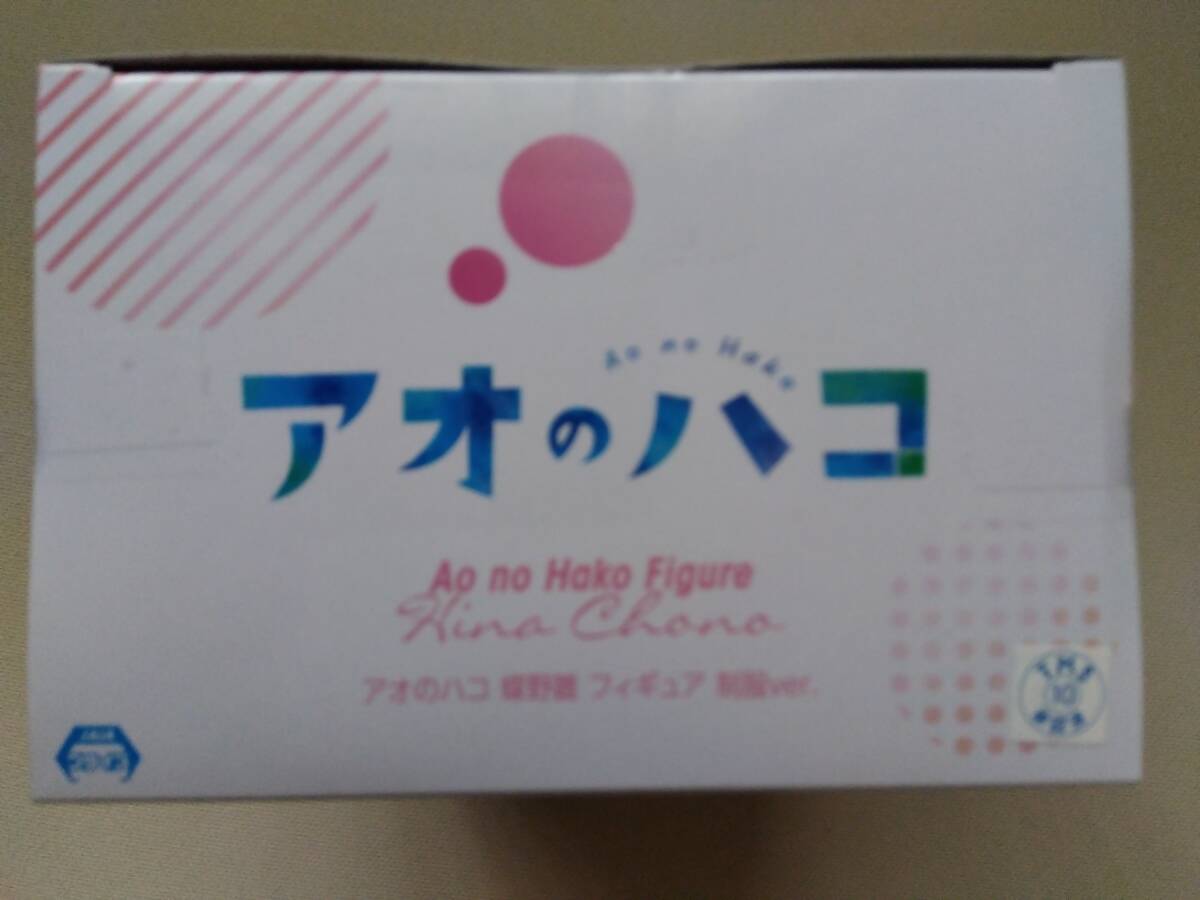 Ao no Hako
アオのハコ
Ao no Hako Figure
Hina Chono
アオのハコ 蝶野雛 フィギュア 制服ver.
10